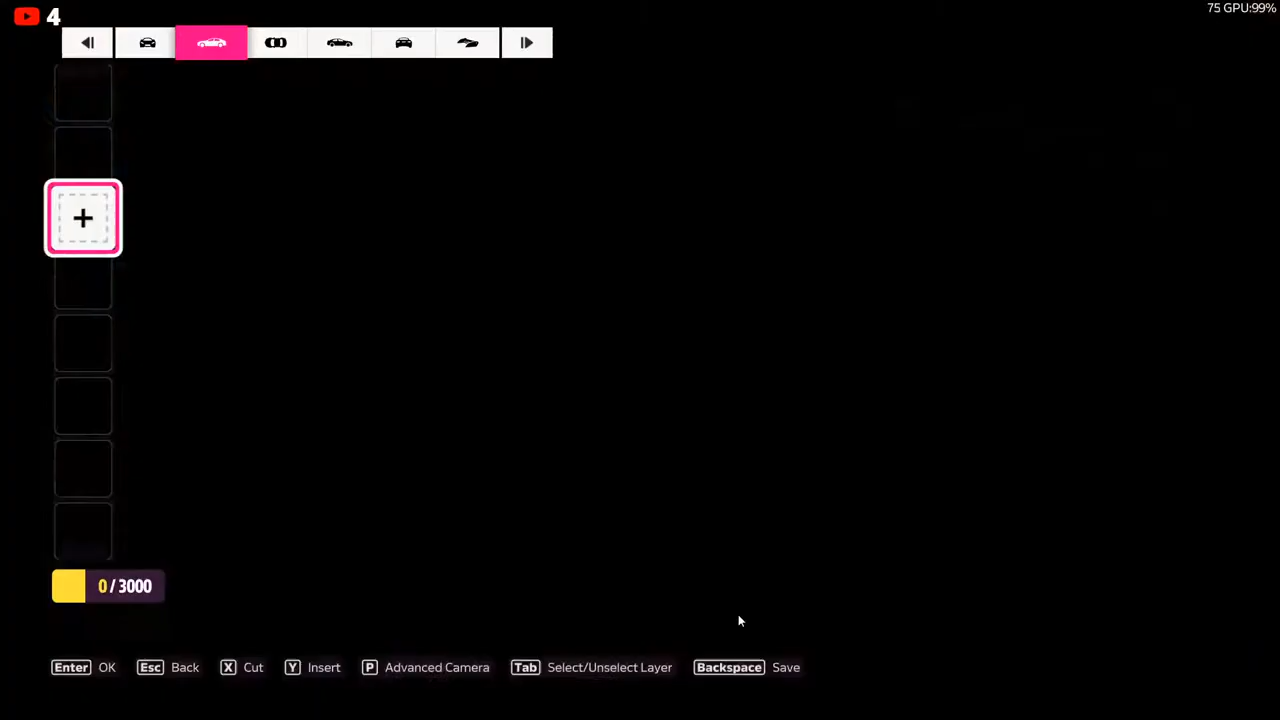 4
75 GPU:99%
+
0 / 3000
Enter OK Esc Back X Cut Y Insert P Advanced Camera Tab Select/Unselect Layer Backspace Save